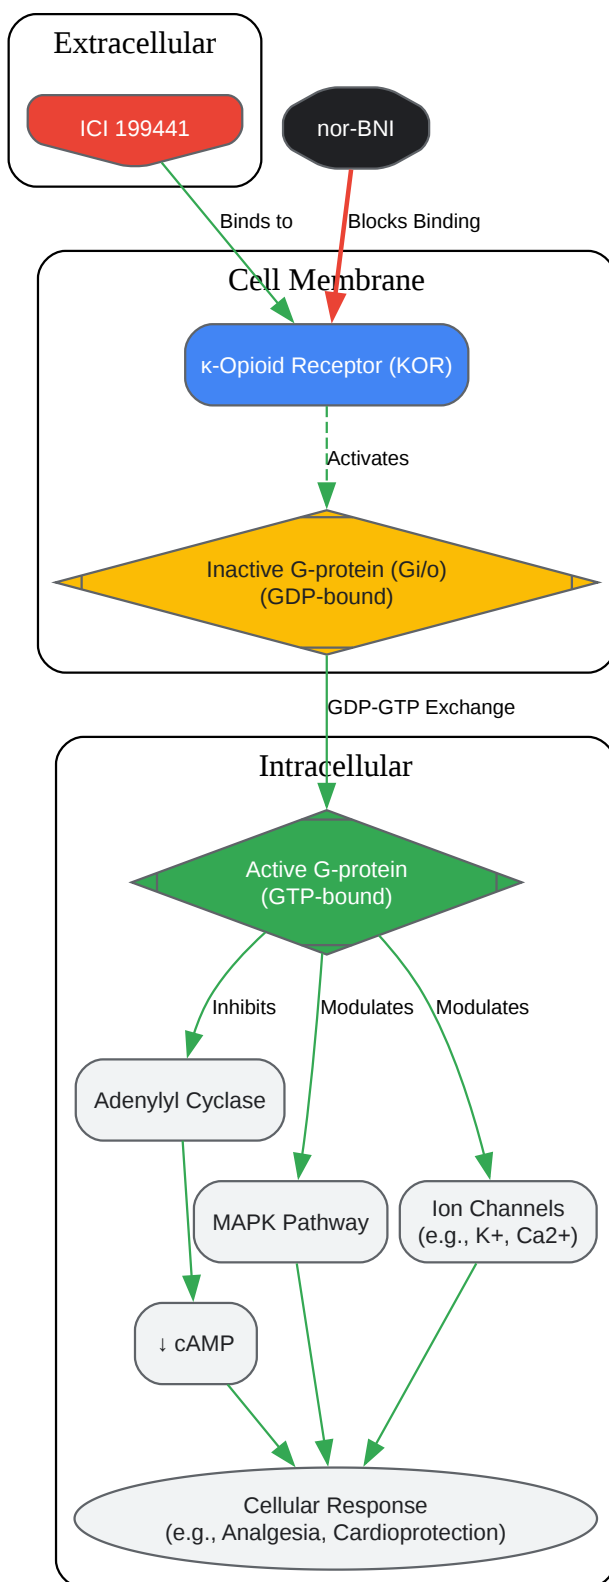 Extracellular
ICI 199441
nor-BNI
Binds to
Blocks Binding
Cell Membrane
κ-Opioid Receptor (KOR)
Activates
Inactive G-protein (Gi/o)
(GDP-bound)
GDP-GTP Exchange
Intracellular
Active G-protein
(GTP-bound)
Inhibits
Modulates
Modulates
Adenylyl Cyclase
MAPK Pathway
Ion Channels
(e.g., K+, Ca2+)
↓ cAMP
Cellular Response
(e.g., Analgesia, Cardioprotection)